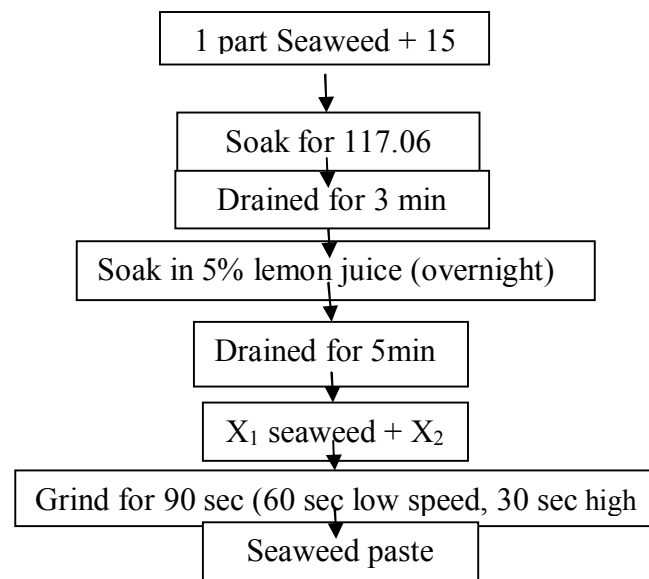 1 part Seaweed + 15
Soak for 117.06
Drained for 3 min
Soak in 5% lemon juice (overnight)
Drained for 5min
X₁ seaweed + X₂
Grind for 90 sec (60 sec low speed, 30 sec high
Seaweed paste